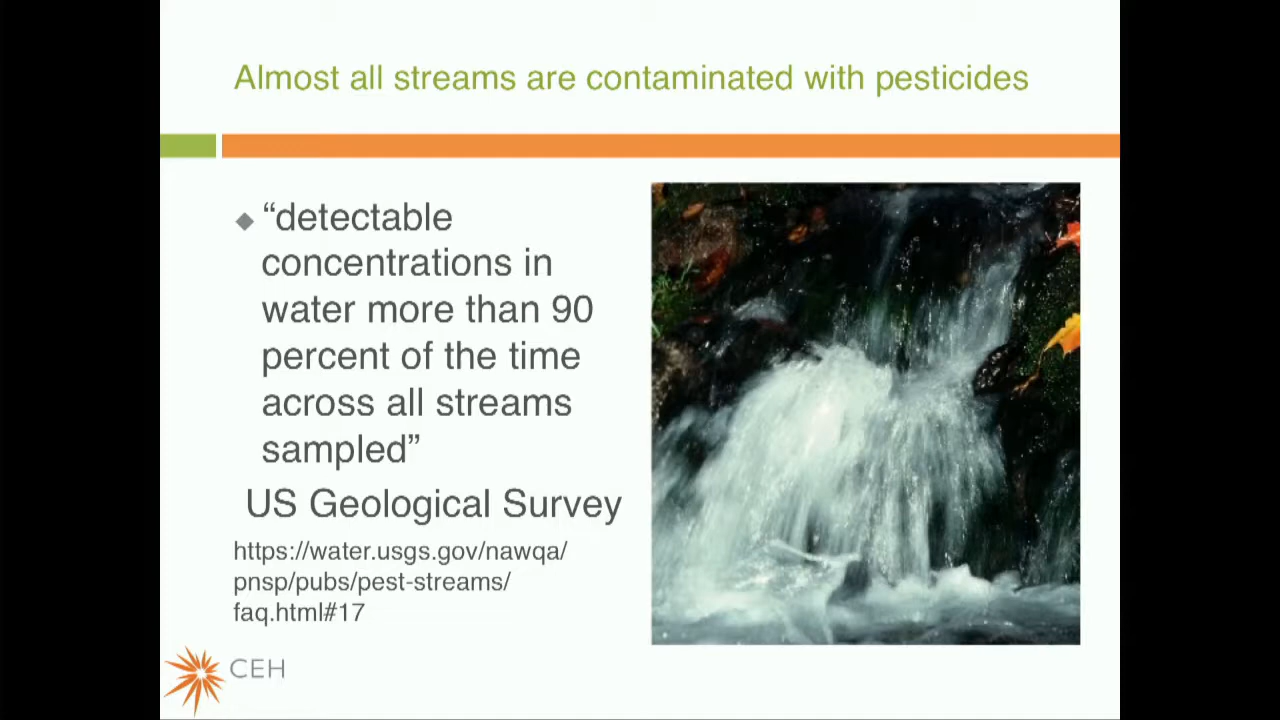 Almost all streams are contaminated with pesticides
“detectable
concentrations in
water more than 90
percent of the time
across all streams
sampled”
US Geological Survey
https://water.usgs.gov/nawqa/
pnsp/pubs/pest-streams/
faq.html#17
CEH